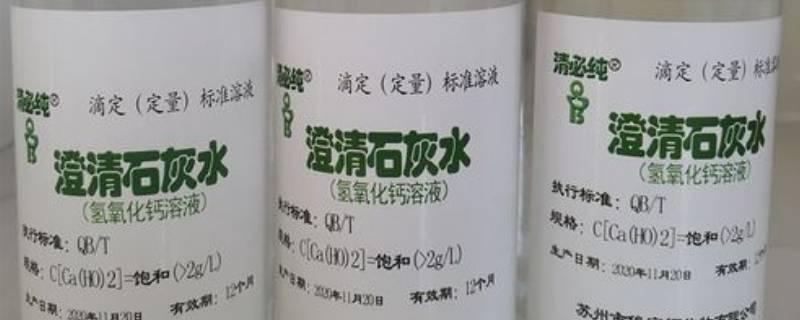 清必纯®
滴定（定量）标准溶液
澄清石灰水
（氢氧化钙溶液）
执行标准：QB/T
规格：C[Ca(HO)2]=饱和(>2g/L)
生产日期：2020年11月20日 有效期：12个月
清必纯®
滴定（定量）标准溶液
澄清石灰水
（氢氧化钙溶液）
执行标准：QB/T
规格：C[Ca(HO)2]=饱和(>2g/L)
生产日期：2020年11月20日 有效期：12个月
清必纯®
滴定（定量）标准
澄清石灰水
（氢氧化钙溶液）
执行标准：QB/T
规格：C[Ca(HO)2]=饱和(>2g/L)
生产日期：2020年11月20日 有效期：
苏州市